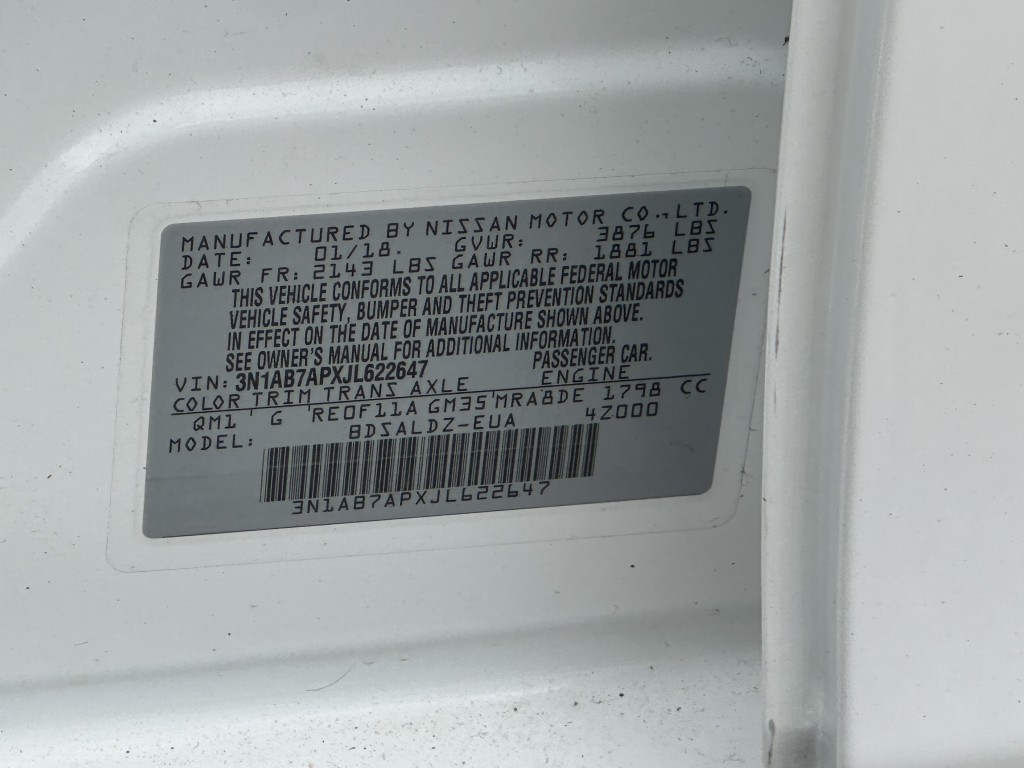 MANUFACTURED BY NISSAN MOTOR CO.,LTD.
DATE: 01/18. GVWR: 3876 LBS
GAWR FR: 2143 LBS GAWR RR: 1881 LBS
THIS VEHICLE CONFORMS TO ALL APPLICABLE FEDERAL MOTOR
VEHICLE SAFETY, BUMPER AND THEFT PREVENTION STANDARDS
IN EFFECT ON THE DATE OF MANUFACTURE SHOWN ABOVE.
SEE OWNER'S MANUAL FOR ADDITIONAL INFORMATION.
VIN: 3N1AB7APXJL622647 PASSENGER CAR.
COLOR TRIM TRANS AXLE ENGINE
QM1 G RE0F11A GM35 MRA8DE 1798 CC
MODEL: BDSALDZ-EUA 4Z000
3N1AB7APXJL622647